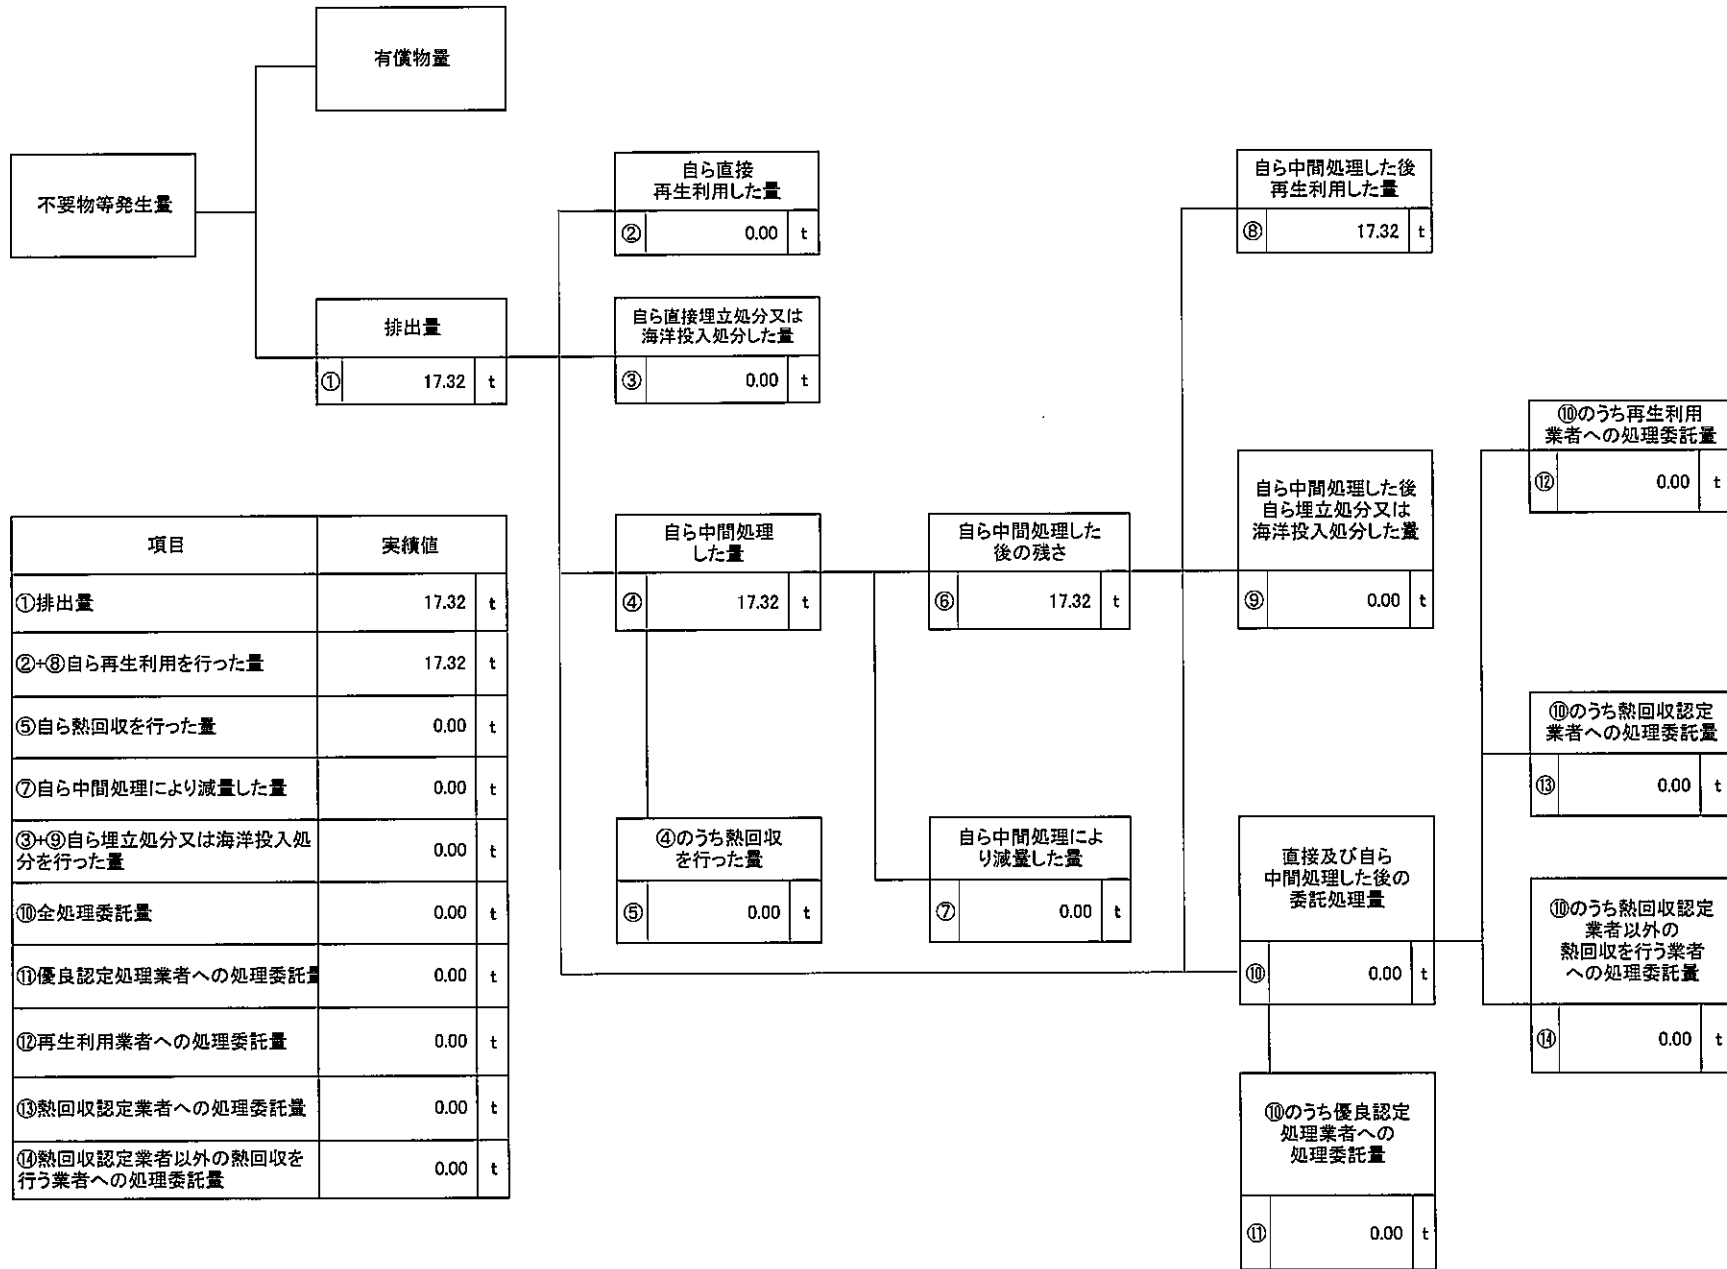 有償物量
不要物等発生量
排出量
① 17.32 t
自ら直接
再生利用した量
② 0.00 t
自ら直接埋立処分又は
海洋投入処分した量
③ 0.00 t
自ら中間処理
した量
④ 17.32 t
④のうち熱回収
を行った量
⑤ 0.00 t
自ら中間処理した
後の残さ
⑥ 17.32 t
自ら中間処理によ
り減量した量
⑦ 0.00 t
自ら中間処理した後
再生利用した量
⑧ 17.32 t
自ら中間処理した後
自ら埋立処分又は
海洋投入処分した量
⑨ 0.00 t
直接及び自ら
中間処理した後の
委託処理量
⑩ 0.00 t
⑩のうち優良認定
処理業者への
処理委託量
⑪ 0.00 t
⑩のうち再生利用
業者への処理委託量
⑫ 0.00 t
⑩のうち熱回収認定
業者への処理委託量
⑬ 0.00 t
⑩のうち熱回収認定
業者以外の
熱回収を行う業者
への処理委託量
⑭ 0.00 t
項目 実績値
①排出量 17.32 t
②+⑧自ら再生利用を行った量 17.32 t
⑤自ら熱回収を行った量 0.00 t
⑦自ら中間処理により減量した量 0.00 t
③+⑨自ら埋立処分又は海洋投入処
分を行った量 0.00 t
⑩全処理委託量 0.00 t
⑪優良認定処理業者への処理委託量 0.00 t
⑫再生利用業者への処理委託量 0.00 t
⑬熱回収認定業者への処理委託量 0.00 t
⑭熱回収認定業者以外の熱回収を
行う業者への処理委託量 0.00 t